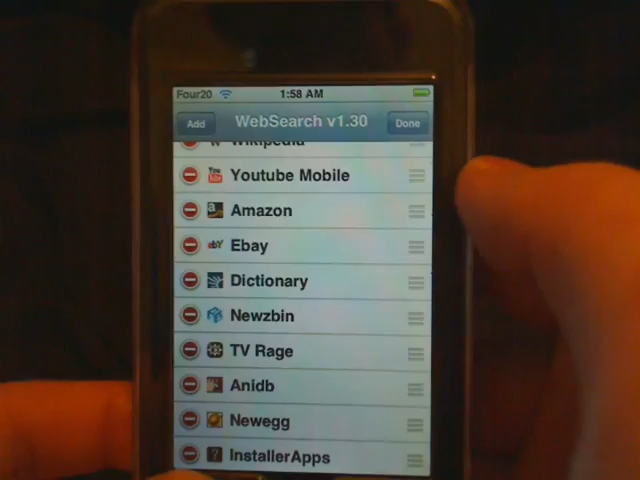 Four20 1:58 AM
Add WebSearch v1.30 Done
Wikipedia
Youtube Mobile
Amazon
Ebay
Dictionary
Newzbin
TV Rage
Anidb
Newegg
InstallerApps